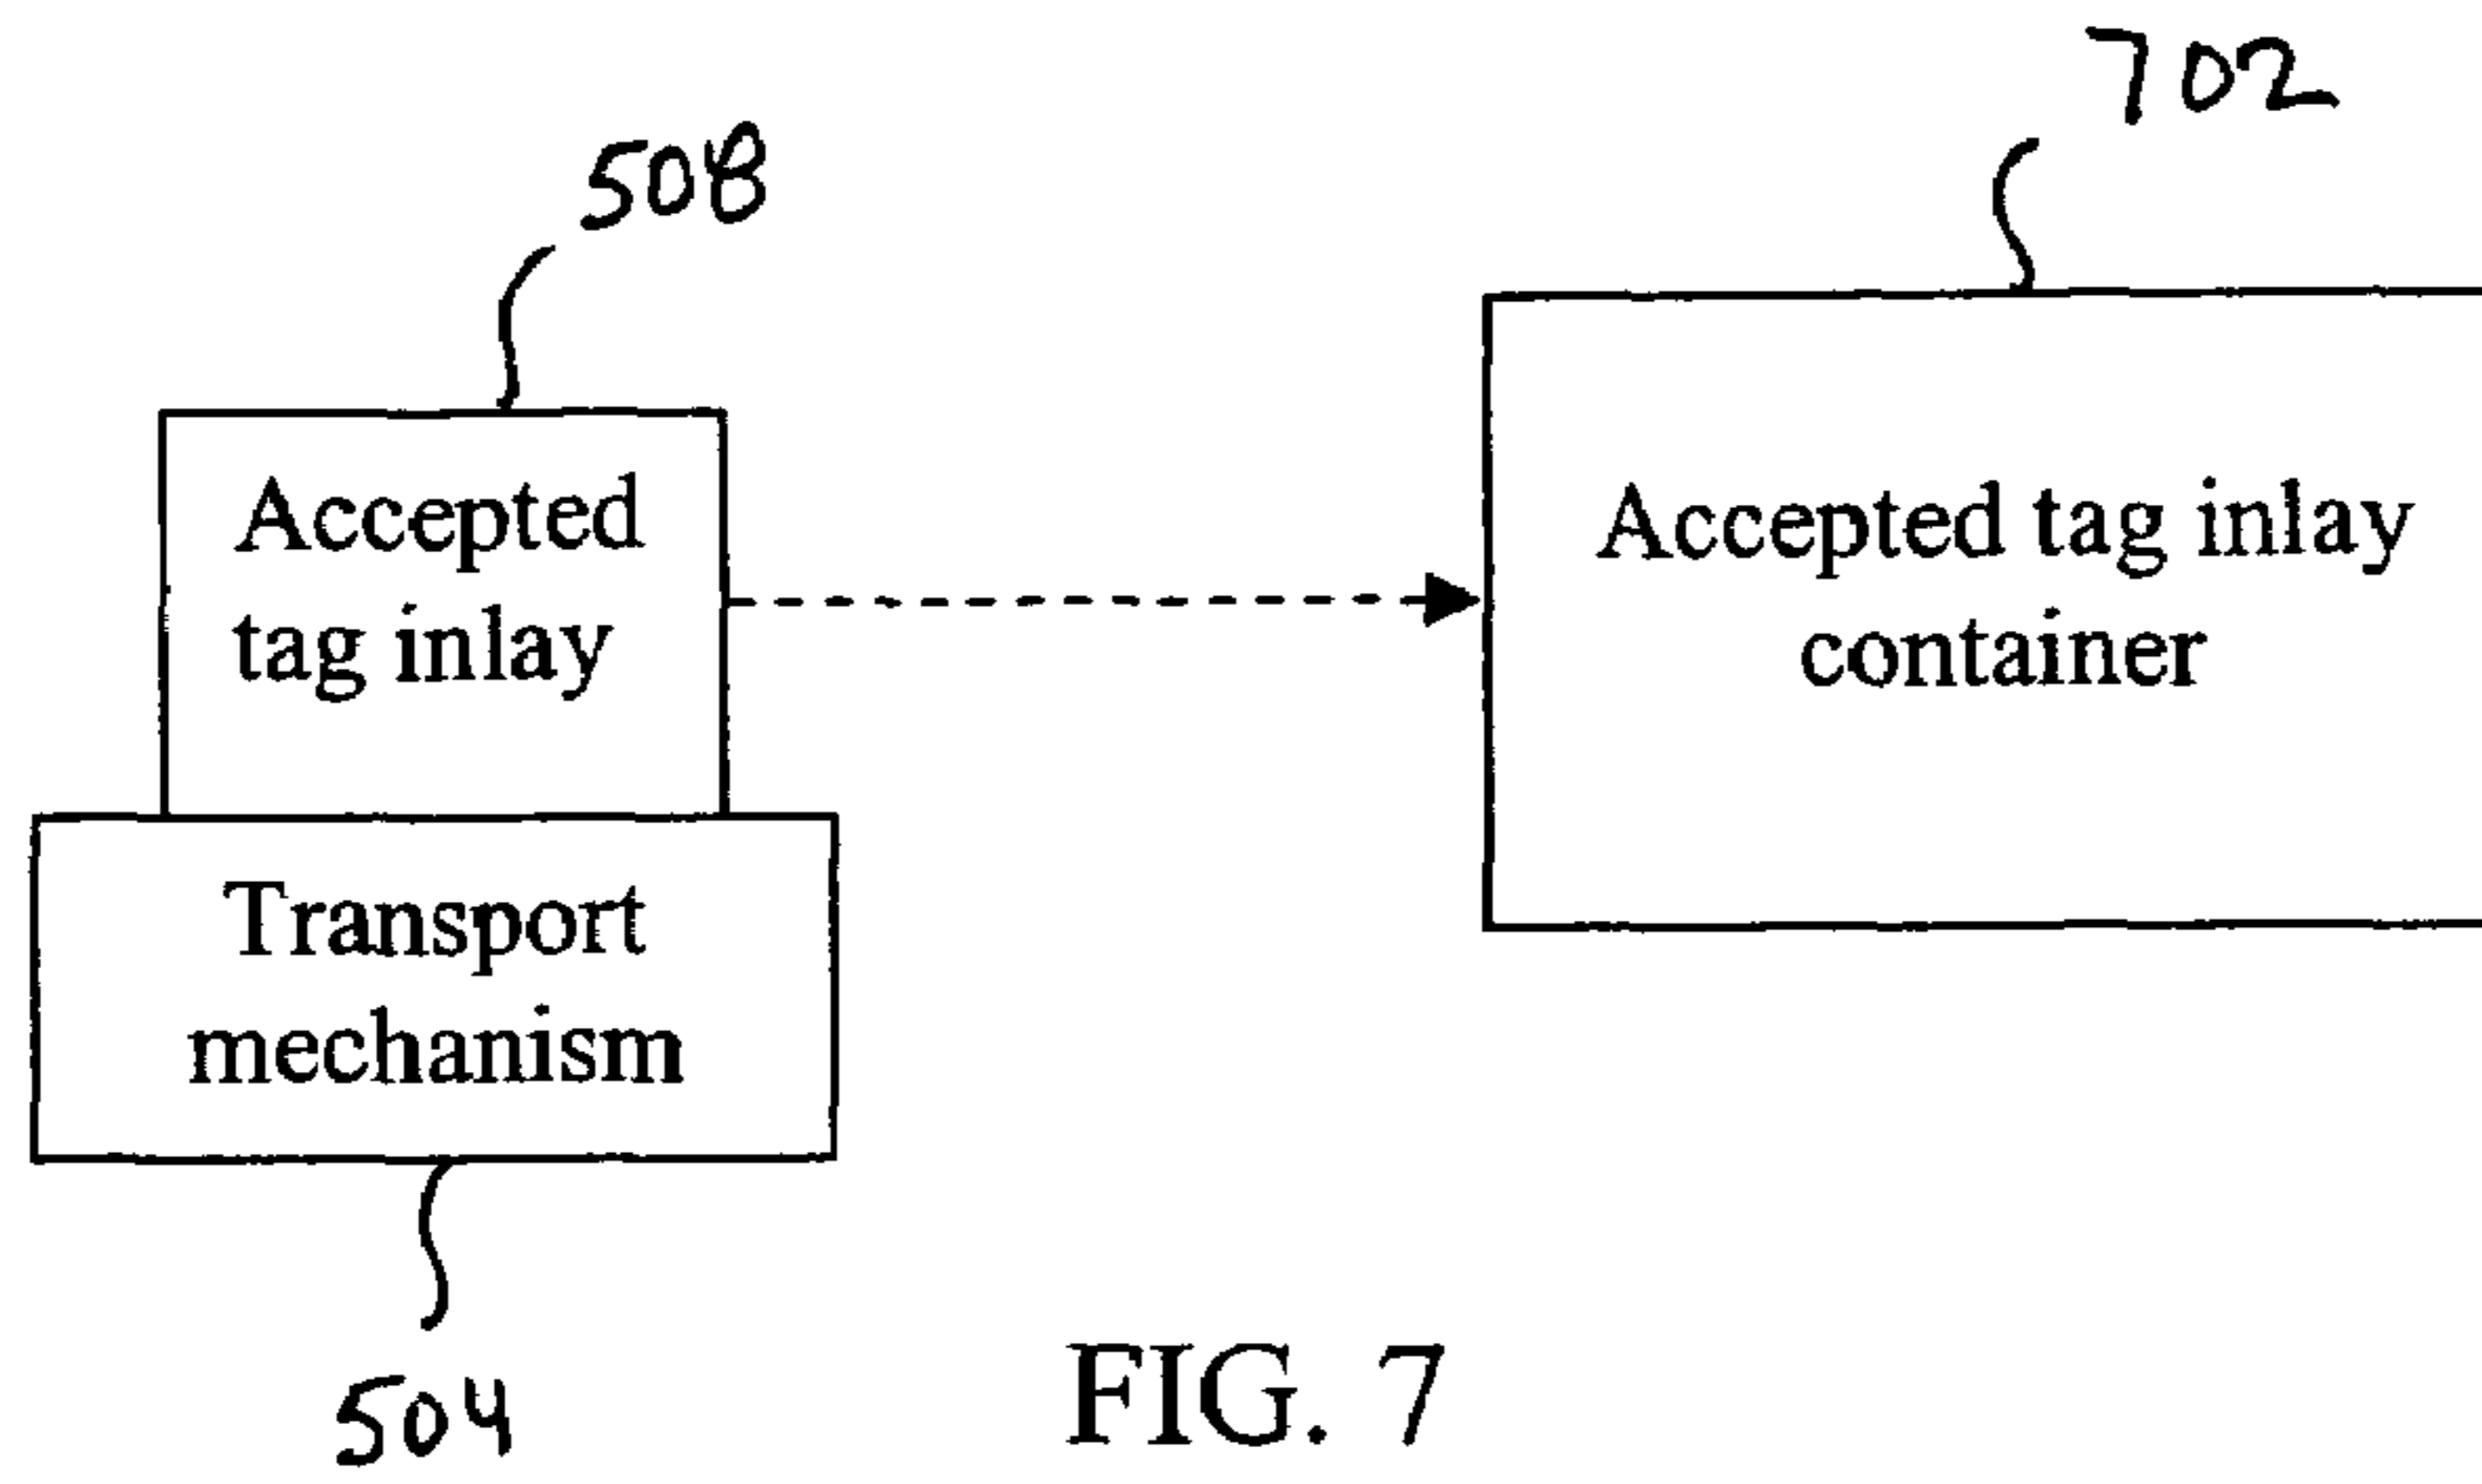 702
508
Accepted
tag inlay
Accepted tag inlay
container
Transport
mechanism
504
FIG. 7